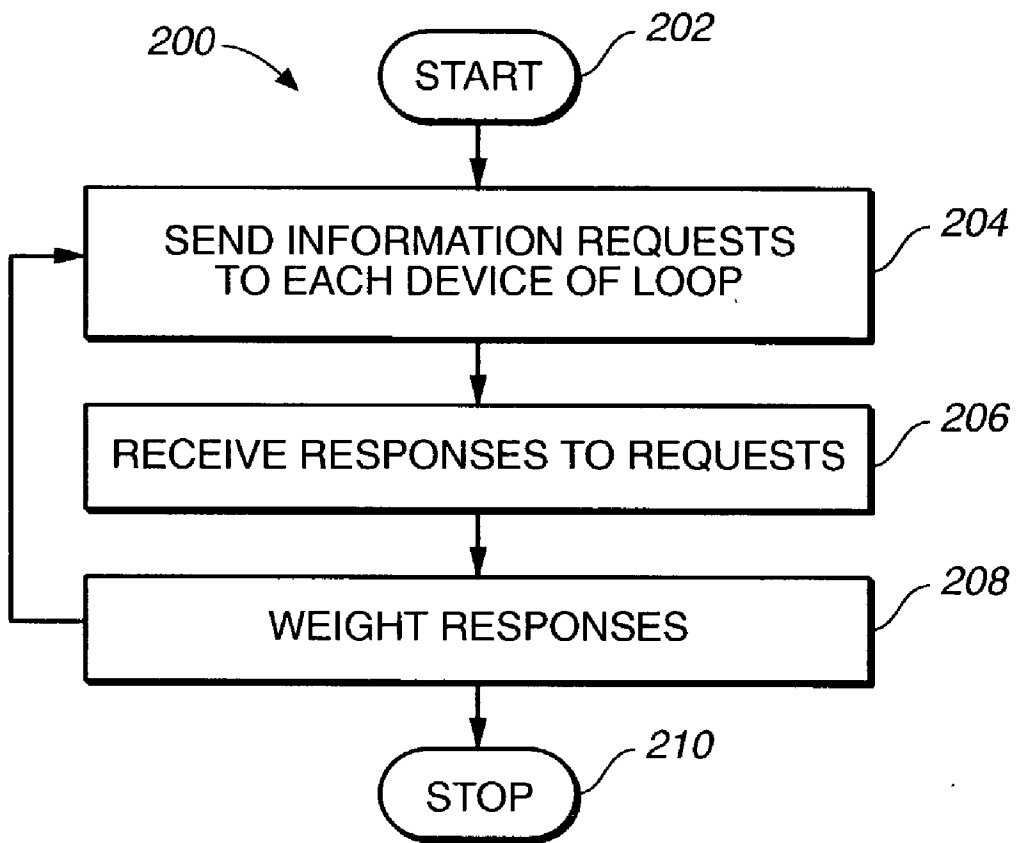 200
202
START
SEND INFORMATION REQUESTS
TO EACH DEVICE OF LOOP
204
RECEIVE RESPONSES TO REQUESTS
206
WEIGHT RESPONSES
208
STOP
210